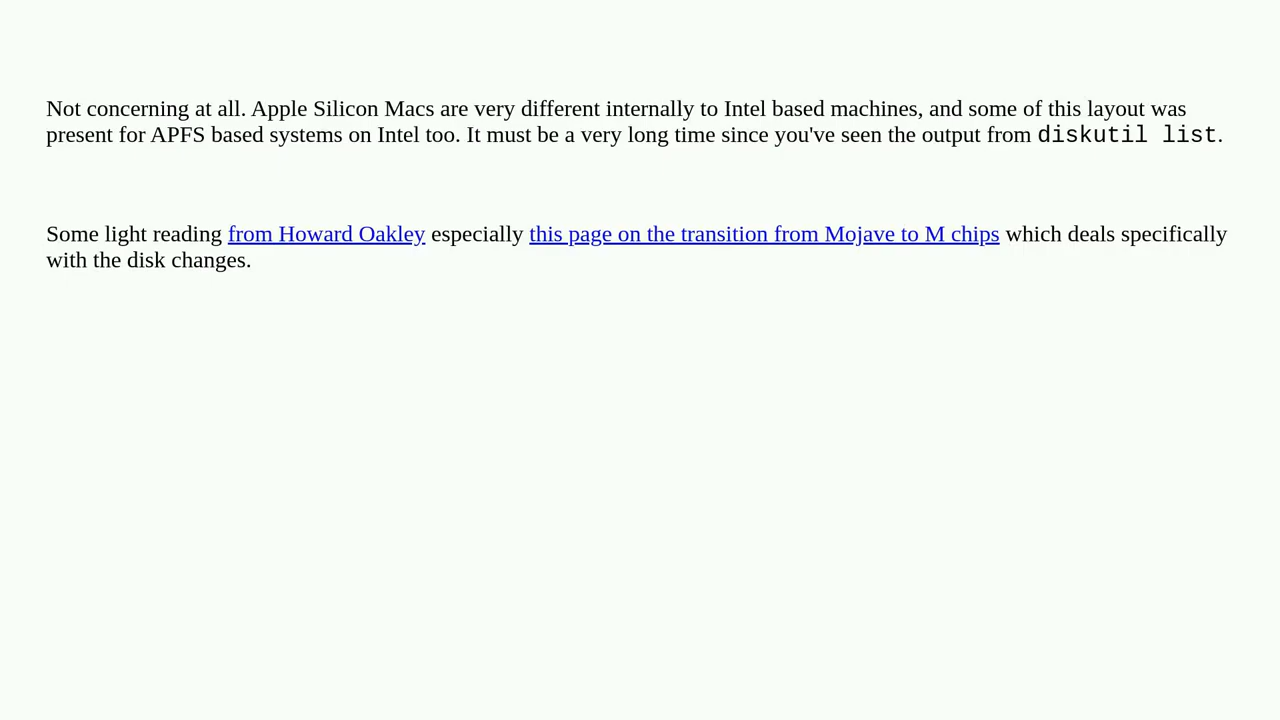 Not concerning at all. Apple Silicon Macs are very different internally to Intel based machines, and some of this layout was
present for APFS based systems on Intel too. It must be a very long time since you've seen the output from diskutil list.
Some light reading from Howard Oakley especially this page on the transition from Mojave to M chips which deals specifically
with the disk changes.